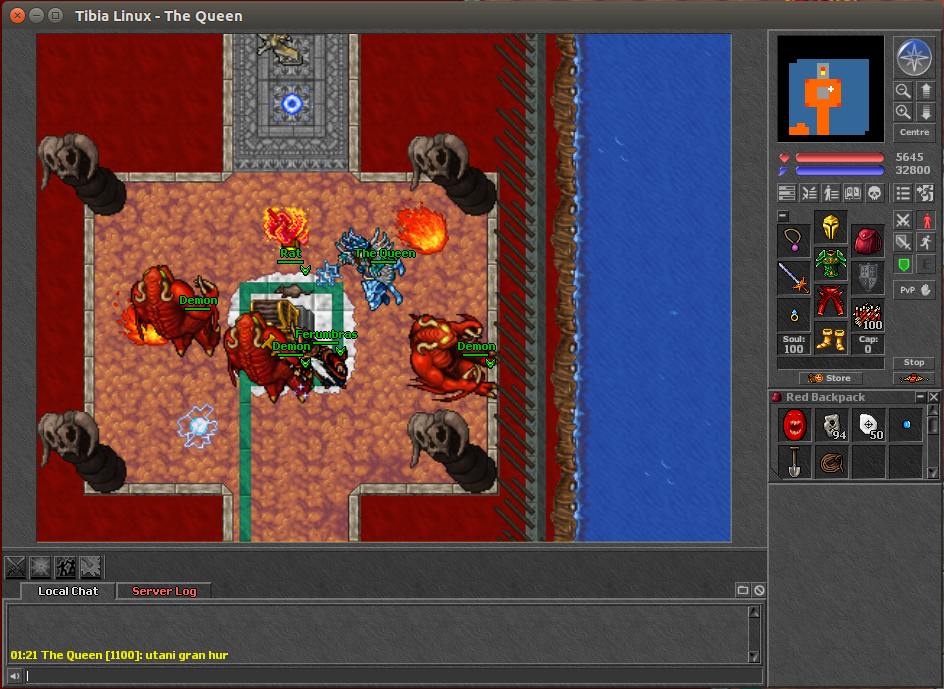 Tibia Linux - The Queen
Centre
5645
32800
Rat
The Queen
Demon
Ferumbras
Demon
Demon
PvP
100
Soul:
100
Cap:
0
Stop
Store
Red Backpack
94
50
Local Chat
Server Log
01:21 The Queen [1100]: utani gran hur